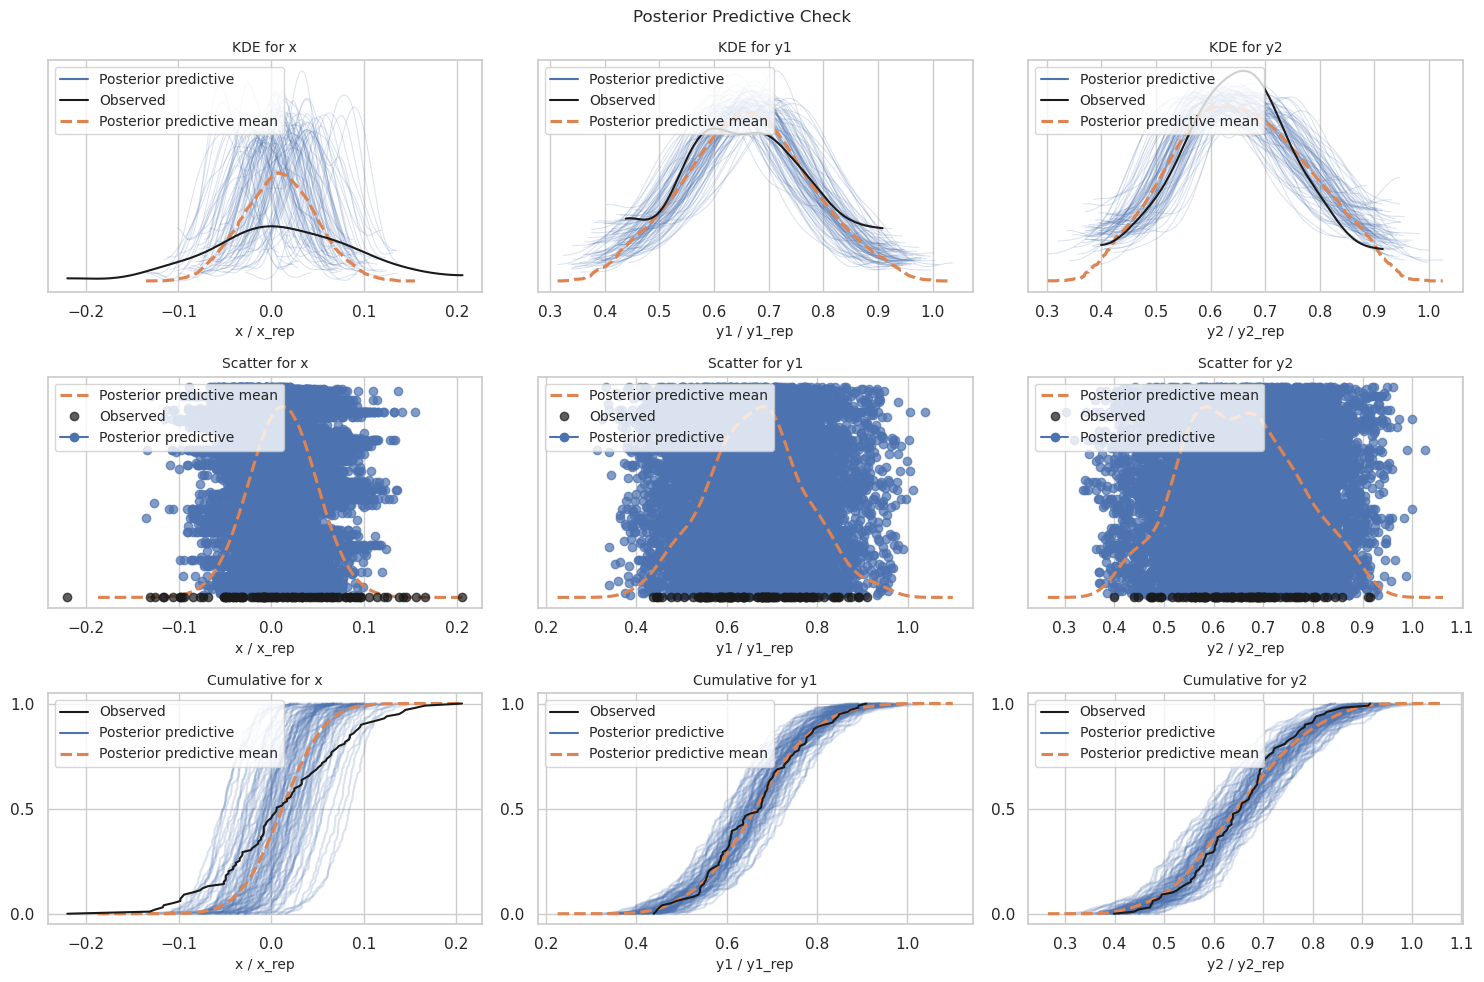 Posterior Predictive Check
KDE for x
Posterior predictive
Observed
Posterior predictive mean
−0.2 −0.1 0.0 0.1 0.2
x / x_rep
KDE for y1
Posterior predictive
Observed
Posterior predictive mean
0.3 0.4 0.5 0.6 0.7 0.8 0.9 1.0
y1 / y1_rep
KDE for y2
Posterior predictive
Observed
Posterior predictive mean
0.3 0.4 0.5 0.6 0.7 0.8 0.9 1.0
y2 / y2_rep
Scatter for x
Posterior predictive mean
Observed
Posterior predictive
−0.2 −0.1 0.0 0.1 0.2
x / x_rep
Scatter for y1
Posterior predictive mean
Observed
Posterior predictive
0.2 0.4 0.6 0.8 1.0
y1 / y1_rep
Scatter for y2
Posterior predictive mean
Observed
Posterior predictive
0.3 0.4 0.5 0.6 0.7 0.8 0.9 1.0 1.1
y2 / y2_rep
Cumulative for x
1.0
0.5
0.0
Observed
Posterior predictive
Posterior predictive mean
−0.2 −0.1 0.0 0.1 0.2
x / x_rep
Cumulative for y1
1.0
0.5
0.0
Observed
Posterior predictive
Posterior predictive mean
0.2 0.4 0.6 0.8 1.0
y1 / y1_rep
Cumulative for y2
1.0
0.5
0.0
Observed
Posterior predictive
Posterior predictive mean
0.3 0.4 0.5 0.6 0.7 0.8 0.9 1.0 1.1
y2 / y2_rep